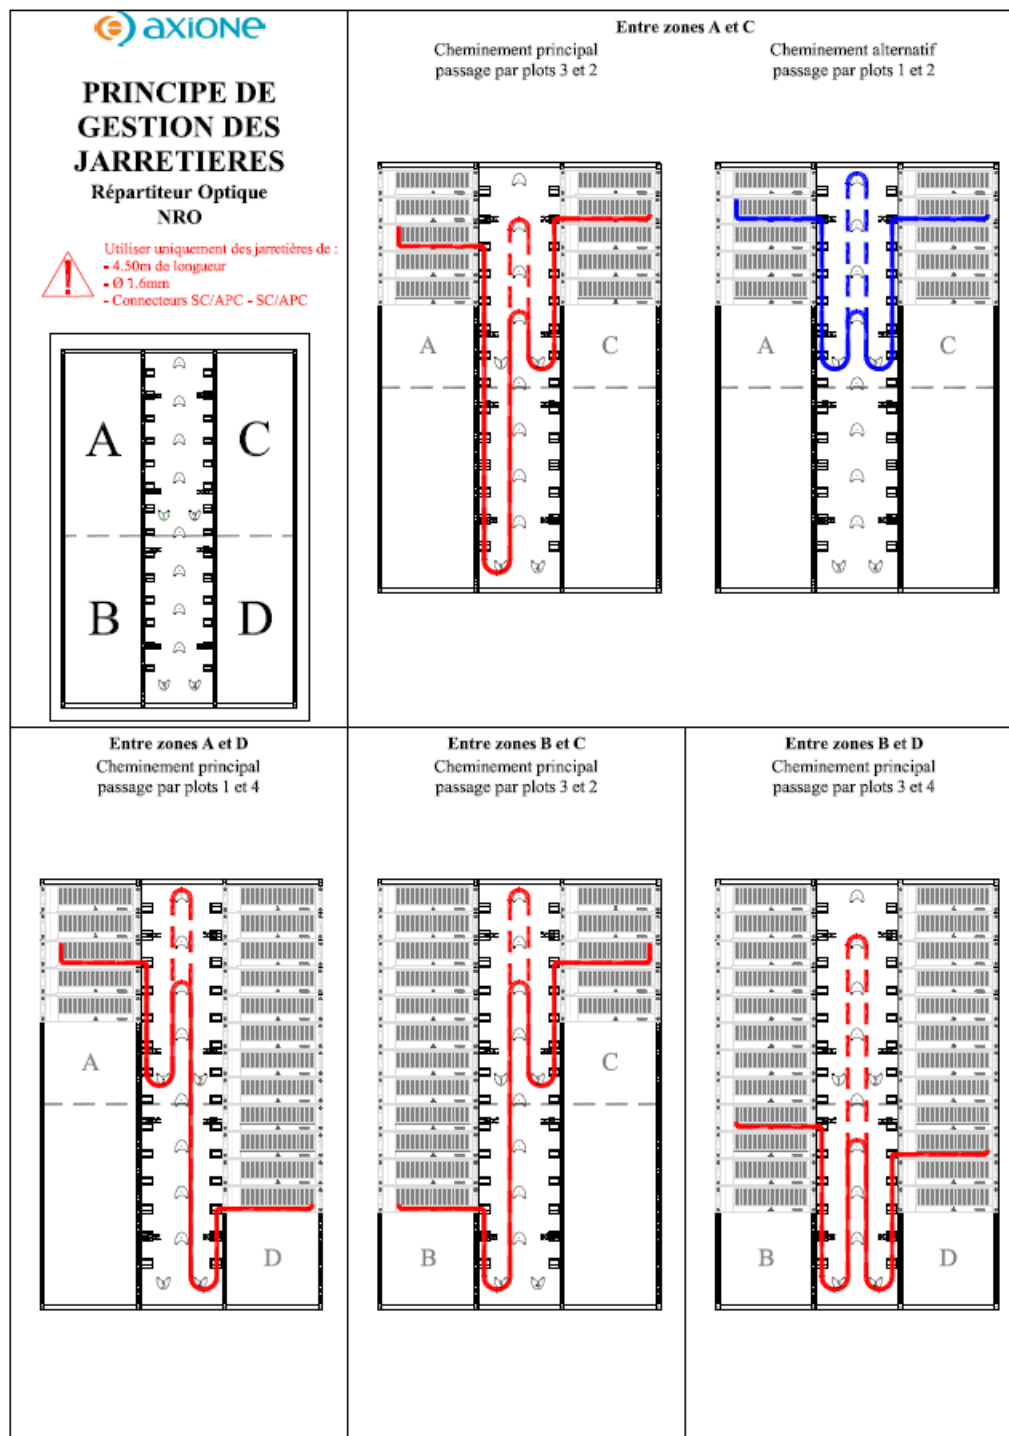 axione
PRINCIPE DE
GESTION DES
JARRETIERES
Répartiteur Optique
NRO
Utiliser uniquement des jarretières de :
- 4.50m de longueur
- Ø 1.6mm
- Connecteurs SC/APC - SC/APC
A
C
B
D
Entre zones A et C
Cheminement principal
passage par plots 3 et 2
A
C
Cheminement alternatif
passage par plots 1 et 2
A
C
Entre zones A et D
Cheminement principal
passage par plots 1 et 4
A
D
Entre zones B et C
Cheminement principal
passage par plots 3 et 2
C
B
Entre zones B et D
Cheminement principal
passage par plots 3 et 4
B
D